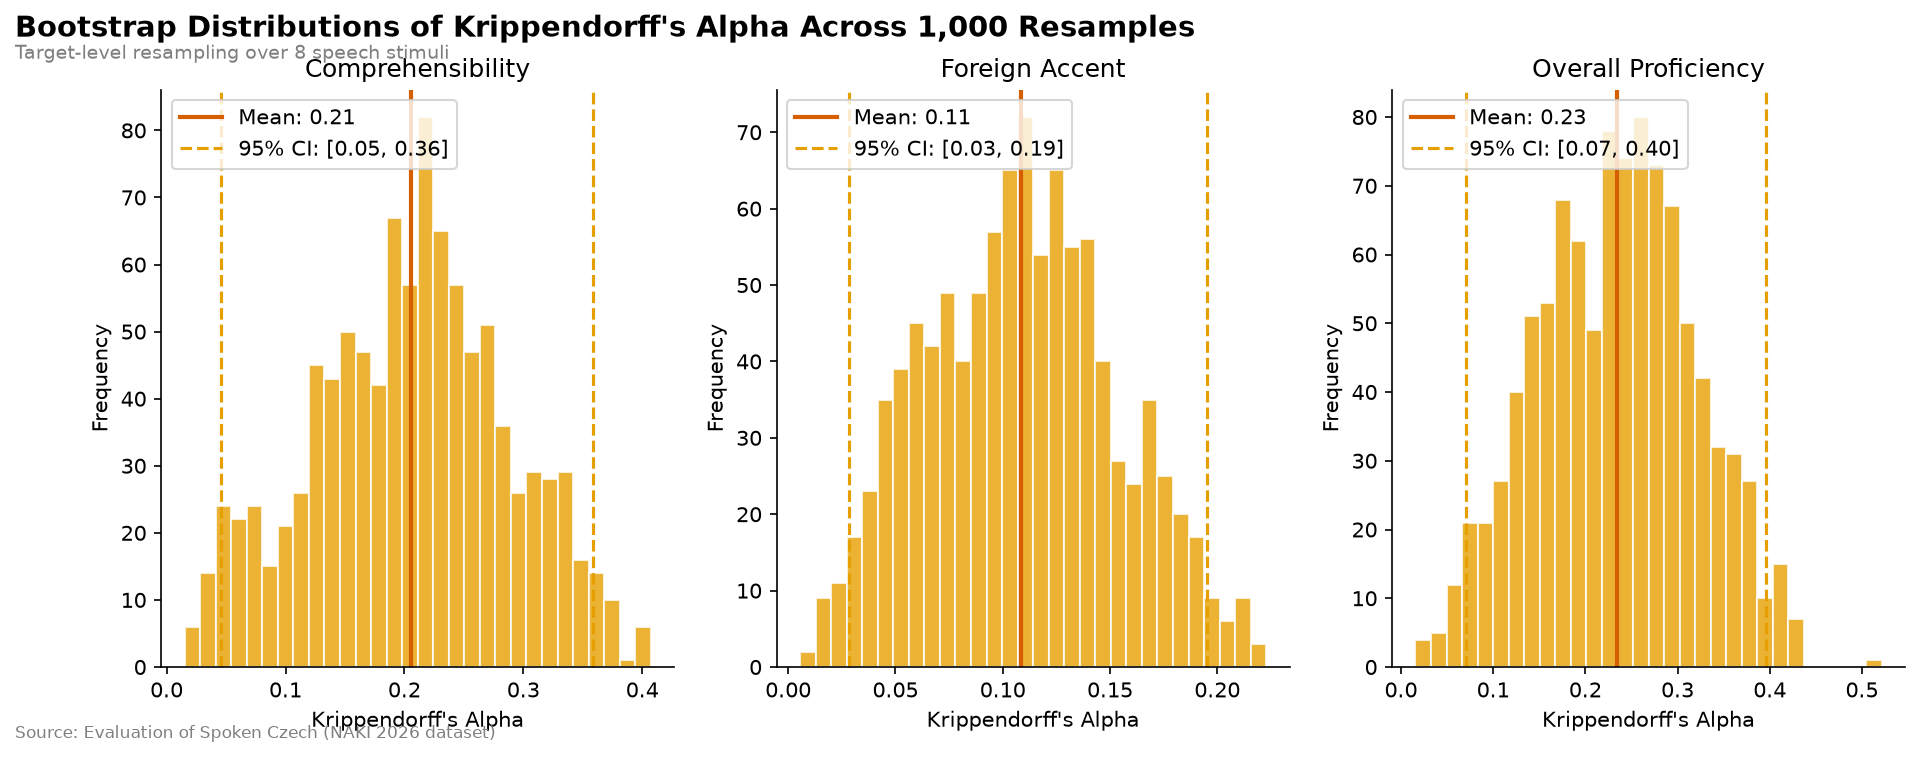 Bootstrap Distributions of Krippendorff's Alpha Across 1,000 Resamples
Target-level resampling over 8 speech stimuli
Comprehensibility
Mean: 0.21
95% CI: [0.05, 0.36]
Frequency
0
10
20
30
40
50
60
70
80
0.0
0.1
0.2
0.3
0.4
Krippendorff's Alpha
Foreign Accent
Mean: 0.11
95% CI: [0.03, 0.19]
Frequency
0
10
20
30
40
50
60
70
0.00
0.05
0.10
0.15
0.20
Krippendorff's Alpha
Overall Proficiency
Mean: 0.23
95% CI: [0.07, 0.40]
Frequency
0
10
20
30
40
50
60
70
80
0.0
0.1
0.2
0.3
0.4
0.5
Krippendorff's Alpha
Source: Evaluation of Spoken Czech (NAKI 2026 dataset)